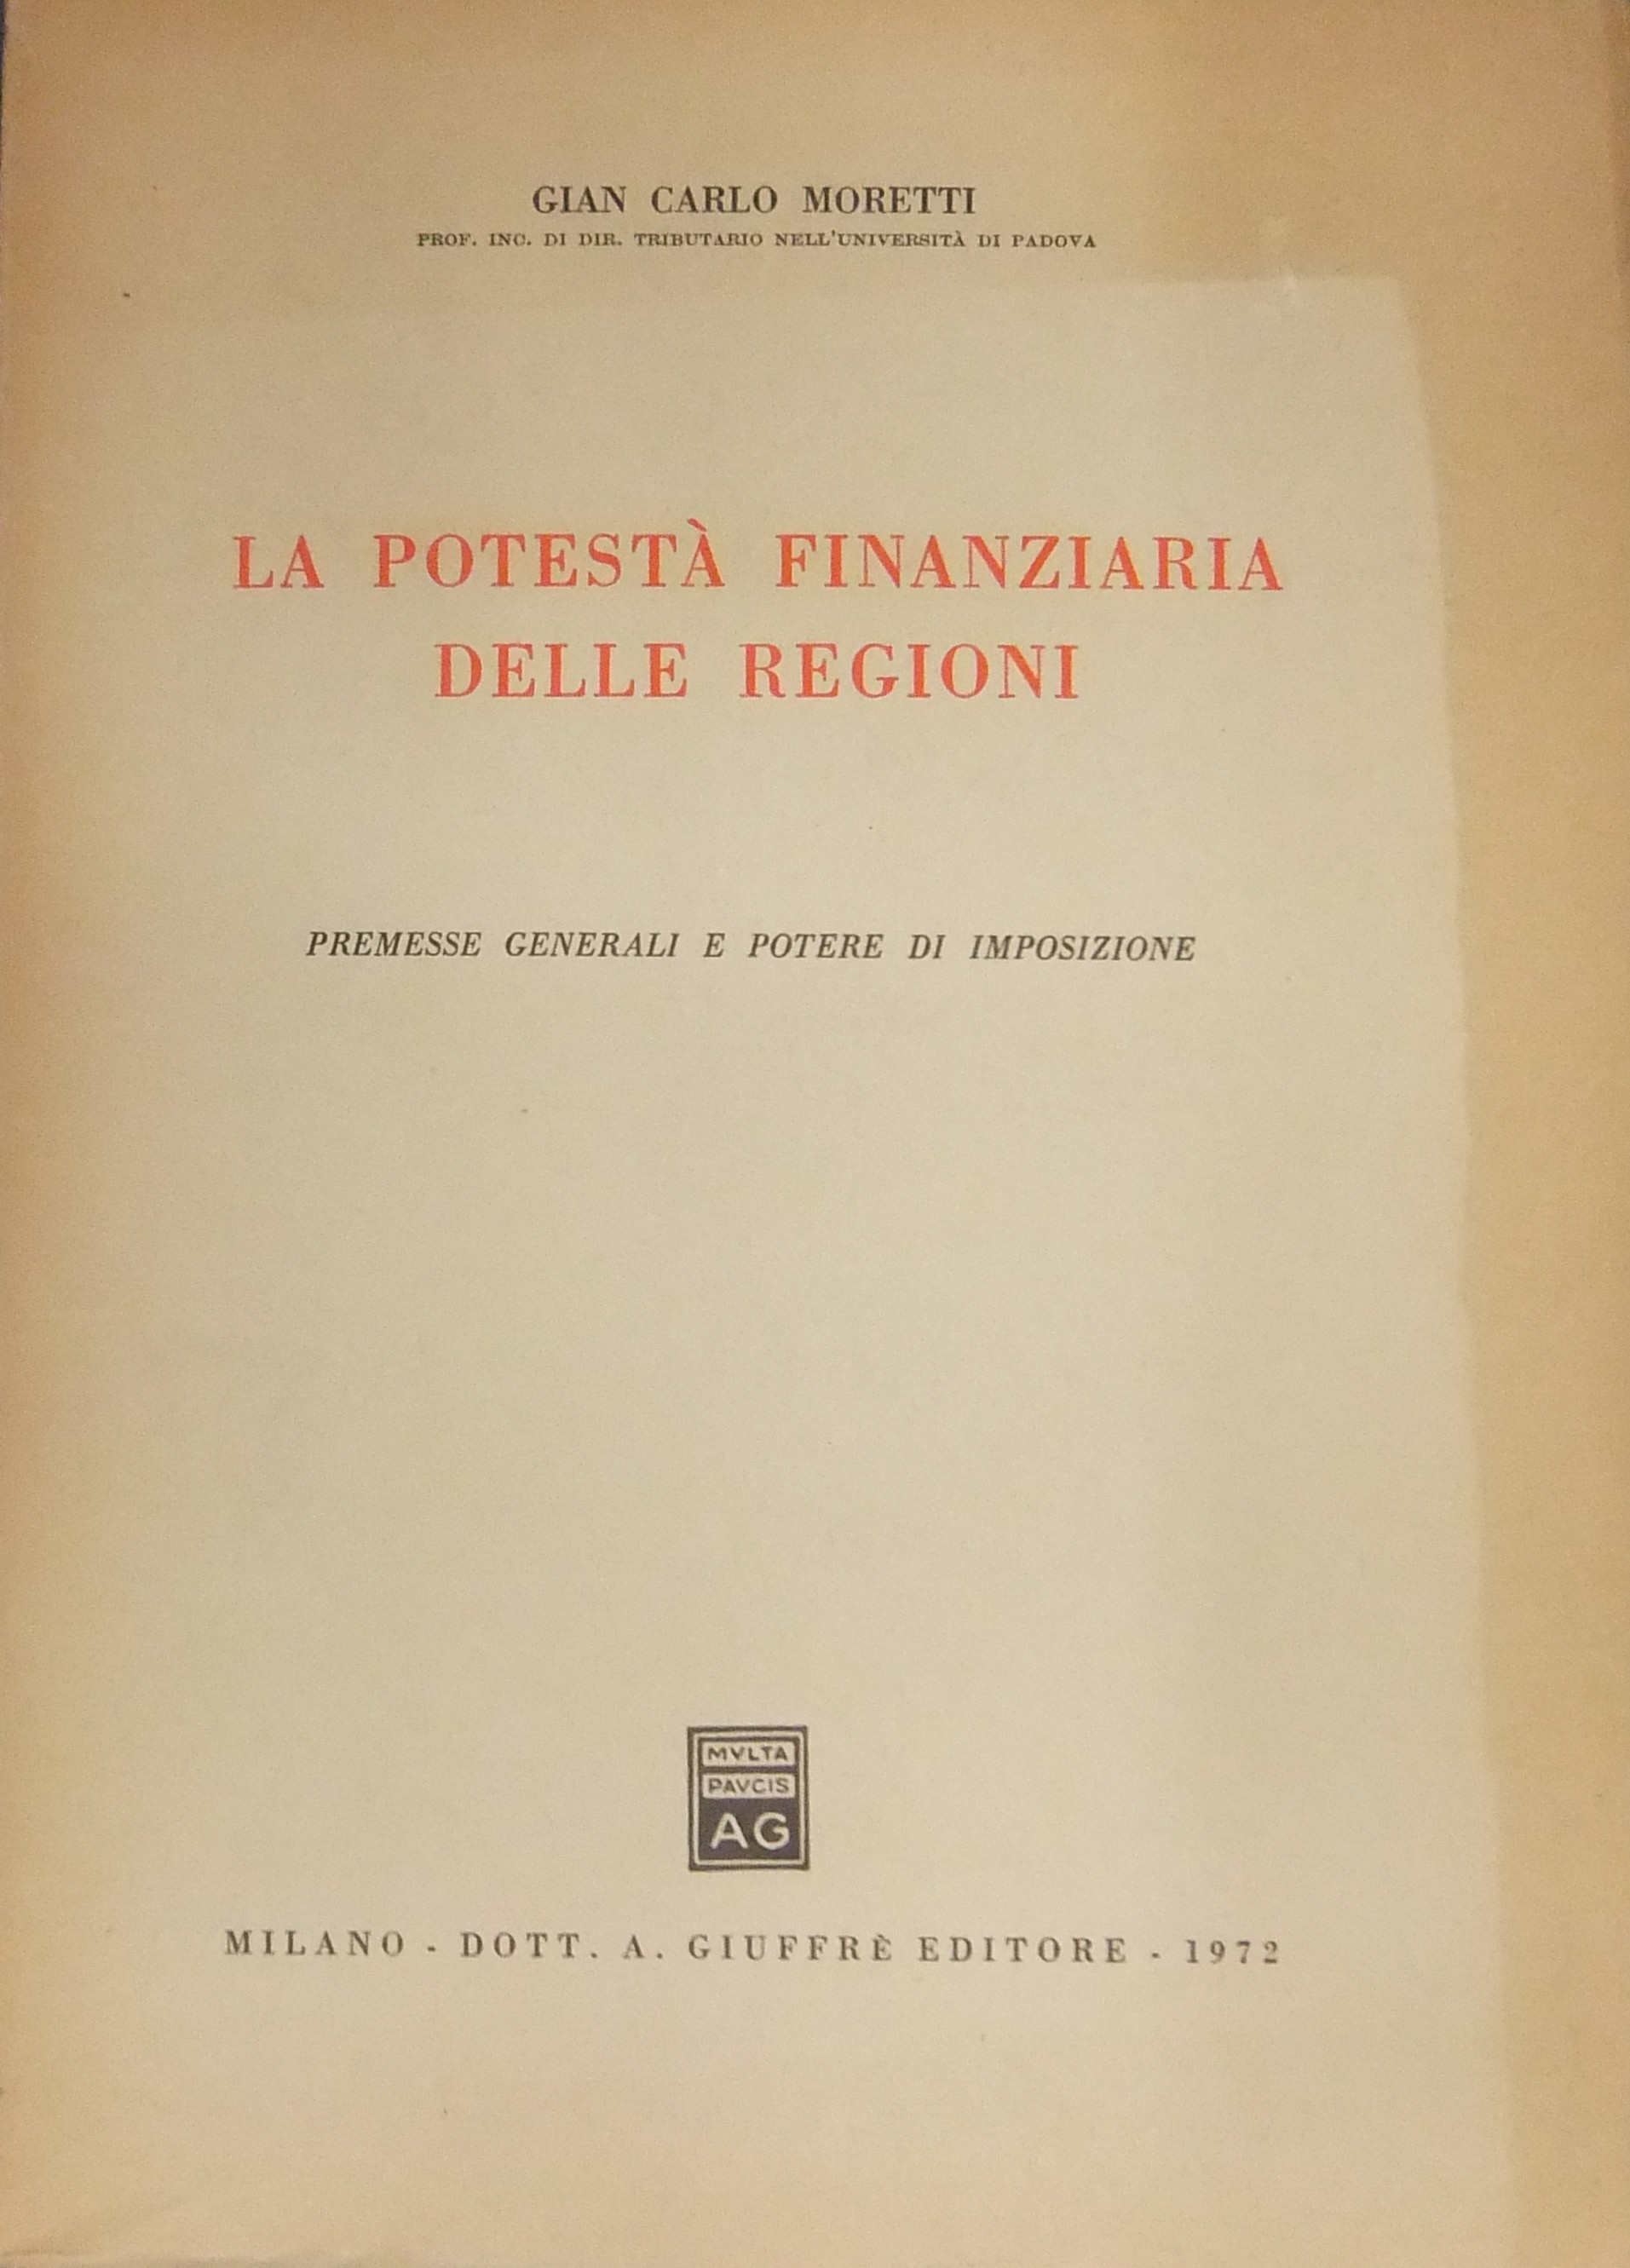 GIAN CARLO MORETTI
PROF. INC. DI DIR. TRIBUTARIO NELL'UNIVERSITÀ DI PADOVA
LA POTESTÀ FINANZIARIA
DELLE REGIONI
PREMESSE GENERALI E POTERE DI IMPOSIZIONE
MVLTA
PAVCIS
AG
MILANO - DOTT. A. GIUFFRÈ EDITORE - 1972